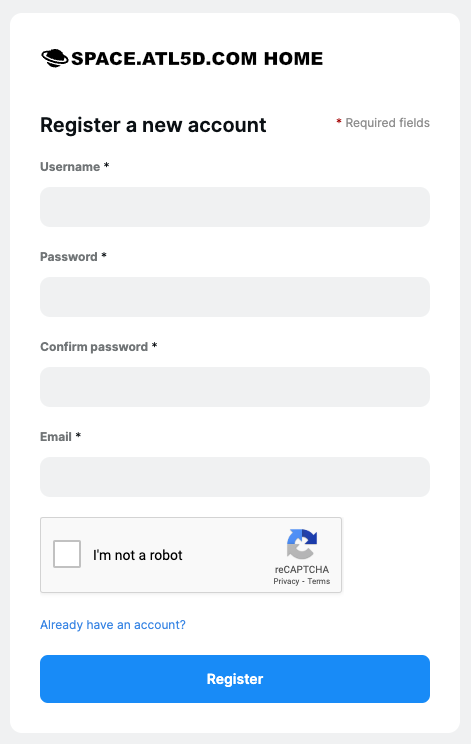 SPACE.ATL5D.COM HOME
Register a new account
* Required fields
Username *
Password *
Confirm password *
Email *
I'm not a robot
reCAPTCHA
Privacy - Terms
Already have an account?
Register